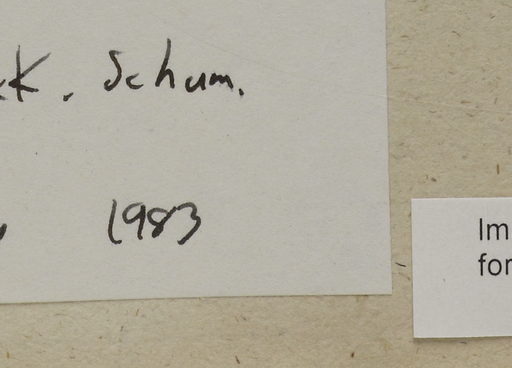 K. Schum.
1983
Im
for